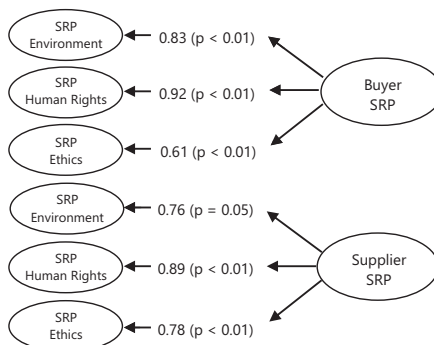 SRP
Environment
0.83 (p < 0.01)
SRP
Human Rights
0.92 (p < 0.01)
Buyer
SRP
SRP
Ethics
0.61 (p < 0.01)
SRP
Environment
0.76 (p = 0.05)
SRP
Human Rights
0.89 (p < 0.01)
Supplier
SRP
SRP
Ethics
0.78 (p < 0.01)